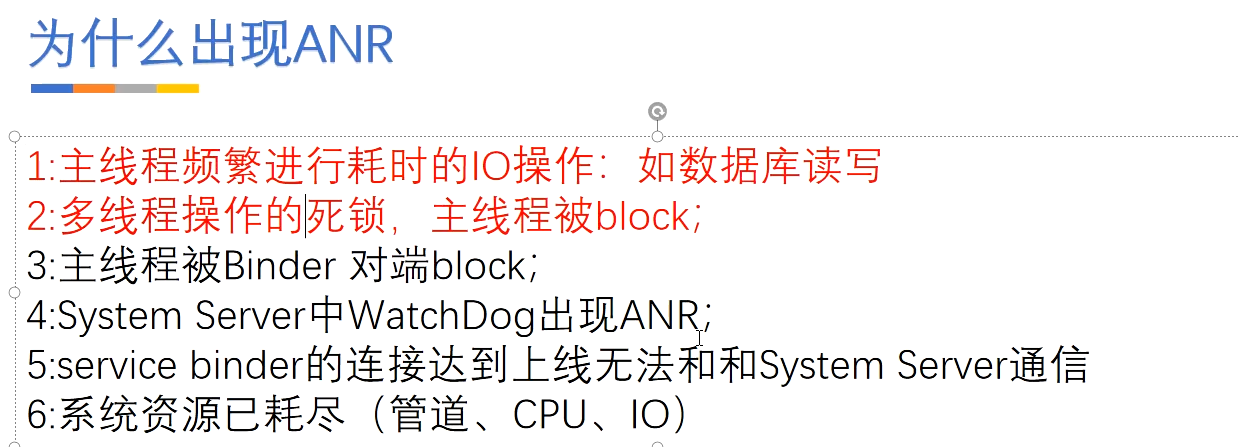 为什么出现ANR
1:主线程频繁进行耗时的IO操作：如数据库读写
2:多线程操作的死锁，主线程被block；
3:主线程被Binder 对端block；
4:System Server中WatchDog出现ANR；
5:service binder的连接达到上线无法和和System Server通信
6:系统资源已耗尽（管道、CPU、IO）